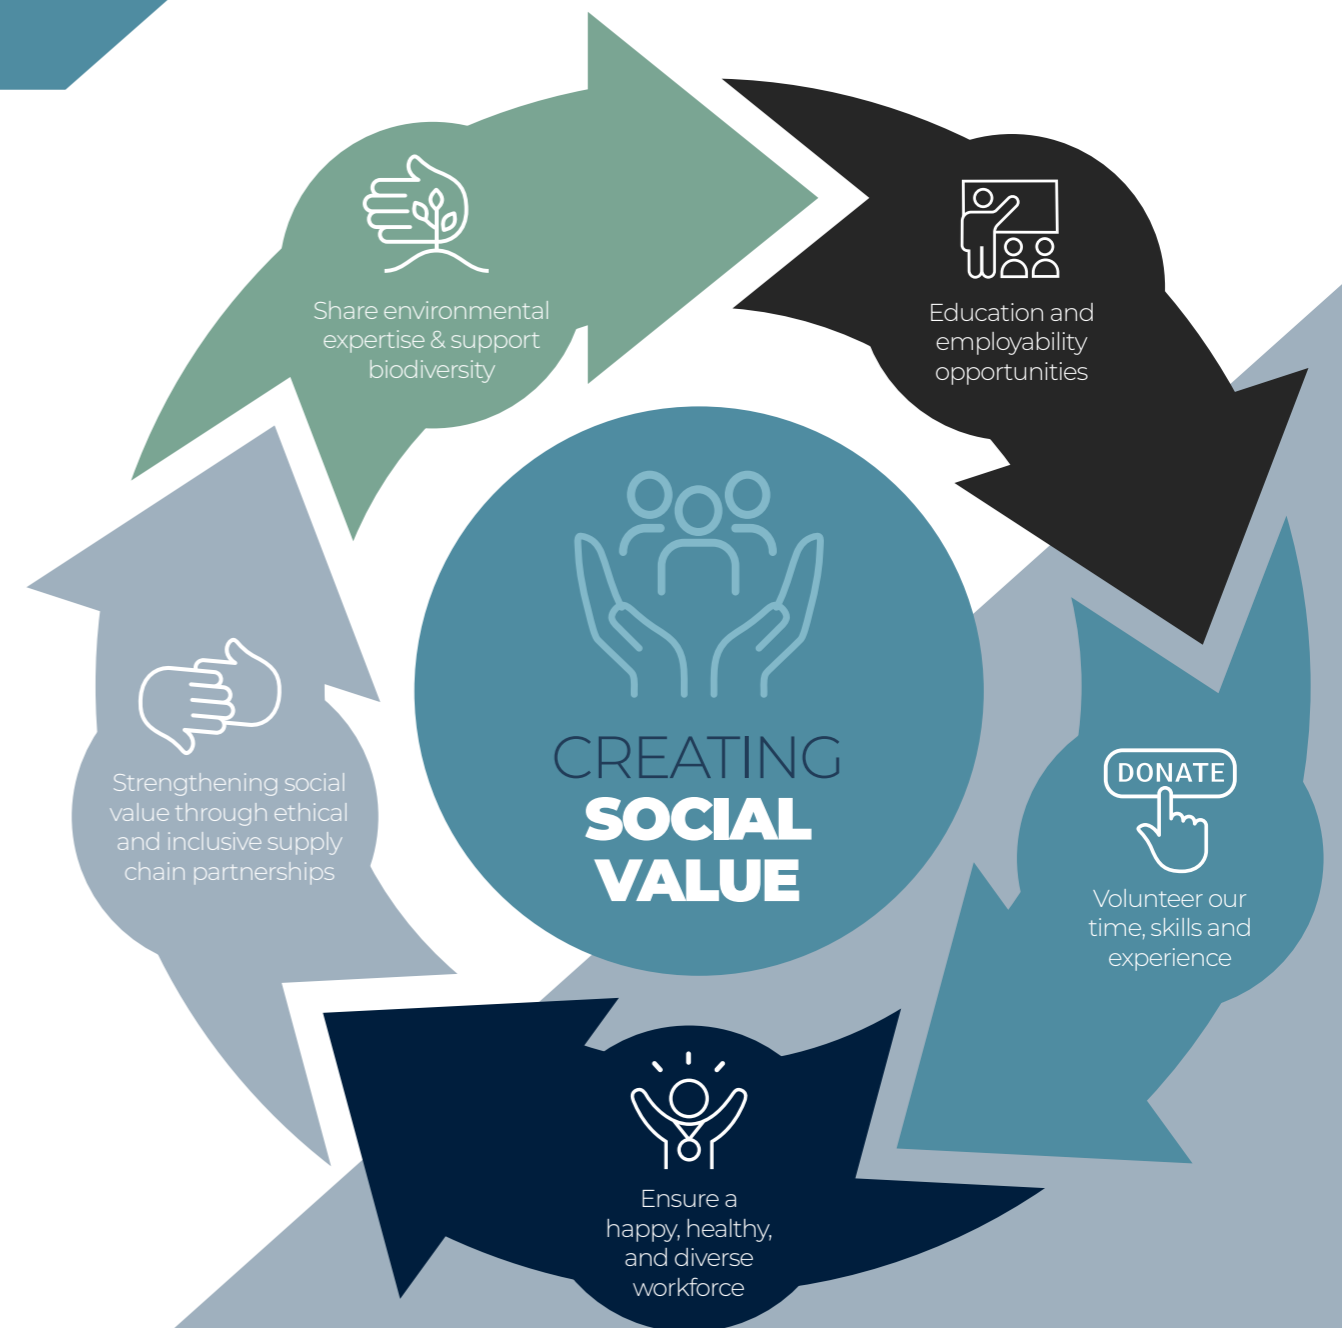 Share environmental
expertise & support
biodiversity
Education and
employability
opportunities
CREATING
SOCIAL
VALUE
DONATE
Volunteer our
time, skills and
experience
Strengthening social
value through ethical
and inclusive supply
chain partnerships
Ensure a
happy, healthy,
and diverse
workforce